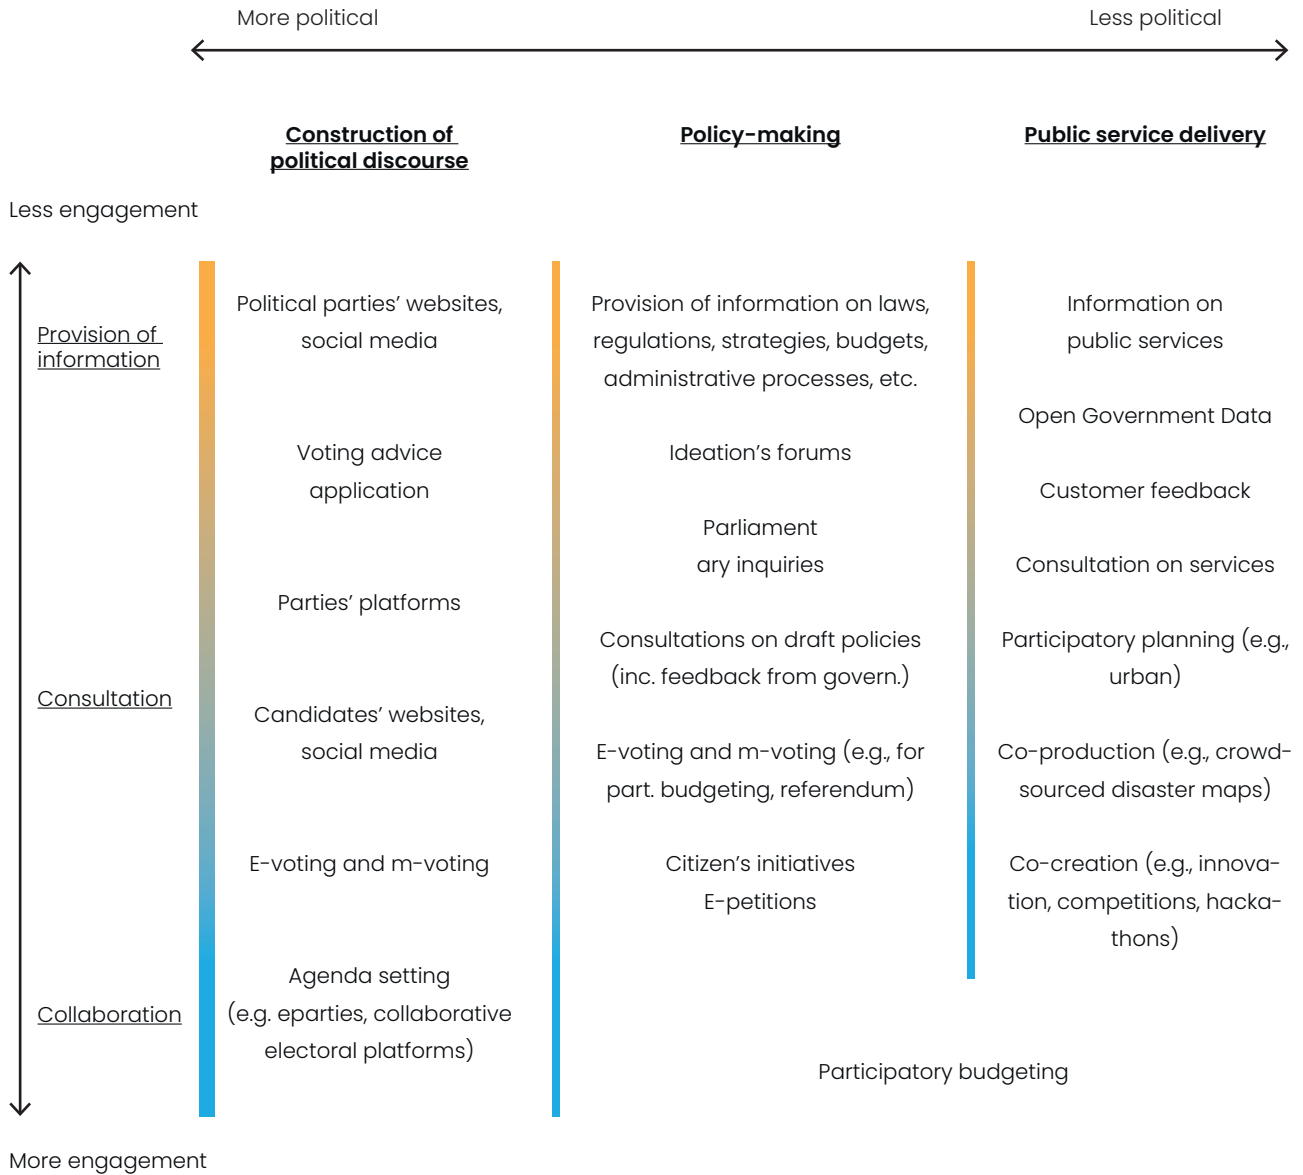 More political
Less political
Construction of
political discourse
Policy-making
Public service delivery
Less engagement
Provision of
information
Consultation
Collaboration
More engagement
Political parties’ websites,
social media
Voting advice
application
Parties’ platforms
Candidates’ websites,
social media
E-voting and m-voting
Agenda setting
(e.g. eparties, collaborative
electoral platforms)
Provision of information on laws,
regulations, strategies, budgets,
administrative processes, etc.
Ideation’s forums
Parliament
ary inquiries
Consultations on draft policies
(inc. feedback from govern.)
E-voting and m-voting (e.g., for
part. budgeting, referendum)
Citizen’s initiatives
E-petitions
Information on
public services
Open Government Data
Customer feedback
Consultation on services
Participatory planning (e.g.,
urban)
Co-production (e.g., crowd-
sourced disaster maps)
Co-creation (e.g., innova-
tion, competitions, hacka-
thons)
Participatory budgeting